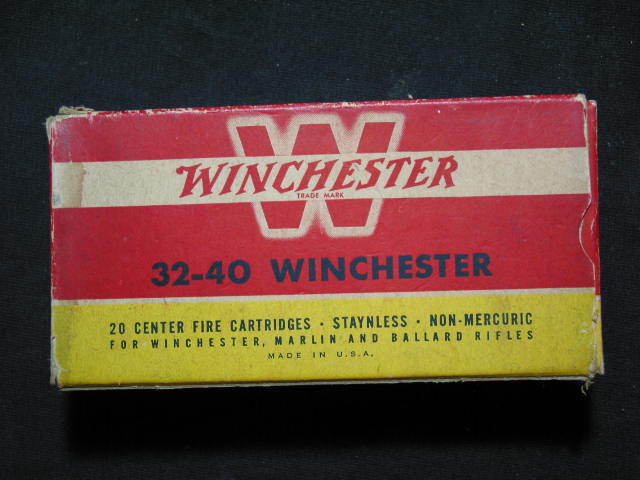 WINCHESTER
TRADE MARK
32-40 WINCHESTER
20 CENTER FIRE CARTRIDGES · STAYNLESS · NON-MERCURIC
FOR WINCHESTER, MARLIN AND BALLARD RIFLES
MADE IN U.S.A.